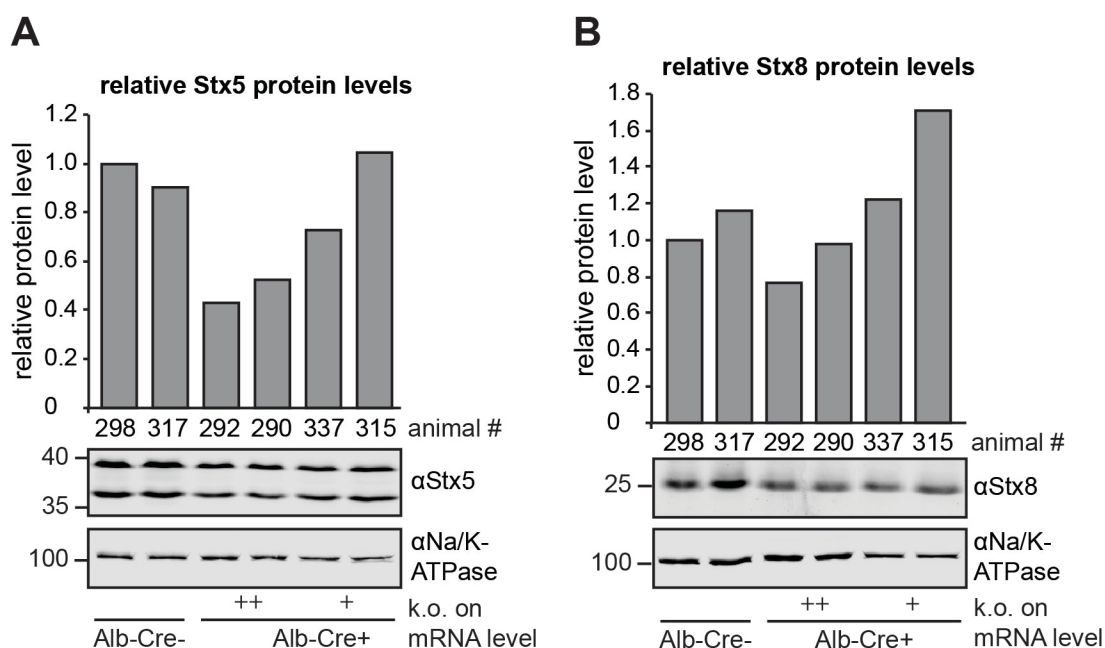 A
relative Stx5 protein levels
relative protein level
1.2
1.0
0.8
0.6
0.4
0.2
0
298 317 292 290 337 315 animal #
40
35
αStx5
100
αNa/K-
ATPase
++ + k.o. on
Alb-Cre- Alb-Cre+ mRNA level
B
relative Stx8 protein levels
relative protein level
1.8
1.6
1.4
1.2
1.0
0.8
0.6
0.4
0.2
0
298 317 292 290 337 315 animal #
25
αStx8
100
αNa/K-
ATPase
++ + k.o. on
Alb-Cre- Alb-Cre+ mRNA level